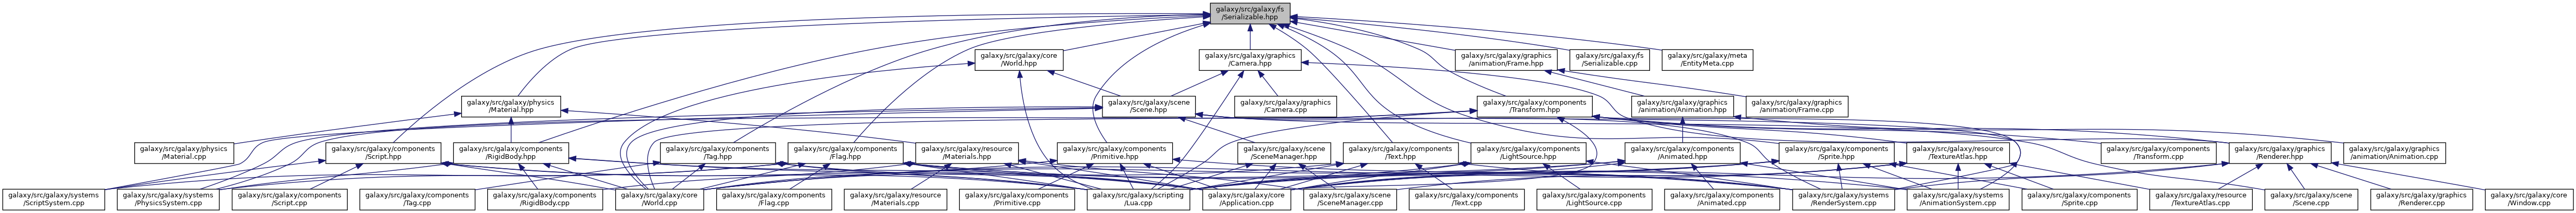 galaxy/src/galaxy/fs
/Serializable.hpp
galaxy/src/galaxy/core
/World.hpp
galaxy/src/galaxy/graphics
/Camera.hpp
galaxy/src/galaxy/graphics
/animation/Frame.hpp
galaxy/src/galaxy/fs
/Serializable.cpp
galaxy/src/galaxy/meta
/EntityMeta.cpp
galaxy/src/galaxy/physics
/Material.hpp
galaxy/src/galaxy/scene
/Scene.hpp
galaxy/src/galaxy/graphics
/Camera.cpp
galaxy/src/galaxy/components
/Transform.hpp
galaxy/src/galaxy/graphics
/animation/Animation.hpp
galaxy/src/galaxy/graphics
/animation/Frame.cpp
galaxy/src/galaxy/physics
/Material.cpp
galaxy/src/galaxy/components
/Script.hpp
galaxy/src/galaxy/components
/RigidBody.hpp
galaxy/src/galaxy/components
/Tag.hpp
galaxy/src/galaxy/components
/Flag.hpp
galaxy/src/galaxy/resource
/Materials.hpp
galaxy/src/galaxy/components
/Primitive.hpp
galaxy/src/galaxy/scene
/SceneManager.hpp
galaxy/src/galaxy/components
/Text.hpp
galaxy/src/galaxy/components
/LightSource.hpp
galaxy/src/galaxy/components
/Animated.hpp
galaxy/src/galaxy/components
/Sprite.hpp
galaxy/src/galaxy/resource
/TextureAtlas.hpp
galaxy/src/galaxy/components
/Transform.cpp
galaxy/src/galaxy/graphics
/Renderer.hpp
galaxy/src/galaxy/graphics
/animation/Animation.cpp
galaxy/src/galaxy/systems
/ScriptSystem.cpp
galaxy/src/galaxy/systems
/PhysicsSystem.cpp
galaxy/src/galaxy/components
/Script.cpp
galaxy/src/galaxy/components
/Tag.cpp
galaxy/src/galaxy/components
/RigidBody.cpp
galaxy/src/galaxy/core
/World.cpp
galaxy/src/galaxy/components
/Flag.cpp
galaxy/src/galaxy/resource
/Materials.cpp
galaxy/src/galaxy/components
/Primitive.cpp
galaxy/src/galaxy/scripting
/Lua.cpp
galaxy/src/galaxy/core
/Application.cpp
galaxy/src/galaxy/scene
/SceneManager.cpp
galaxy/src/galaxy/components
/Text.cpp
galaxy/src/galaxy/components
/LightSource.cpp
galaxy/src/galaxy/components
/Animated.cpp
galaxy/src/galaxy/systems
/RenderSystem.cpp
galaxy/src/galaxy/systems
/AnimationSystem.cpp
galaxy/src/galaxy/components
/Sprite.cpp
galaxy/src/galaxy/resource
/TextureAtlas.cpp
galaxy/src/galaxy/scene
/Scene.cpp
galaxy/src/galaxy/graphics
/Renderer.cpp
galaxy/src/galaxy/core
/Window.cpp